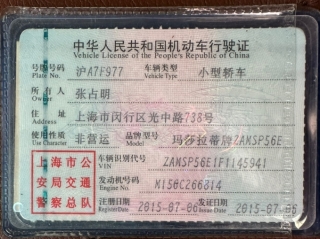 中华人民共和国机动车行驶证
Vehicle License of the People's Republic of China
号牌号码 沪A7F977 车辆类型 小型轿车
Plate No. Vehicle Type
所有人 张占明
Owner
住址 上海市闵行区光中路738号
Address
使用性质 非营运 品牌型号 玛莎拉蒂牌ZAMSP56E
Use Character Model
上海市公 车辆识别代号 ZAMSP56E1F1145941
安局交通 VIN
警察总队 发动机号码 M156C266814
Engine No.
注册日期 2015-07-06 发证日期 2015-07-06
Register Date Issue Date